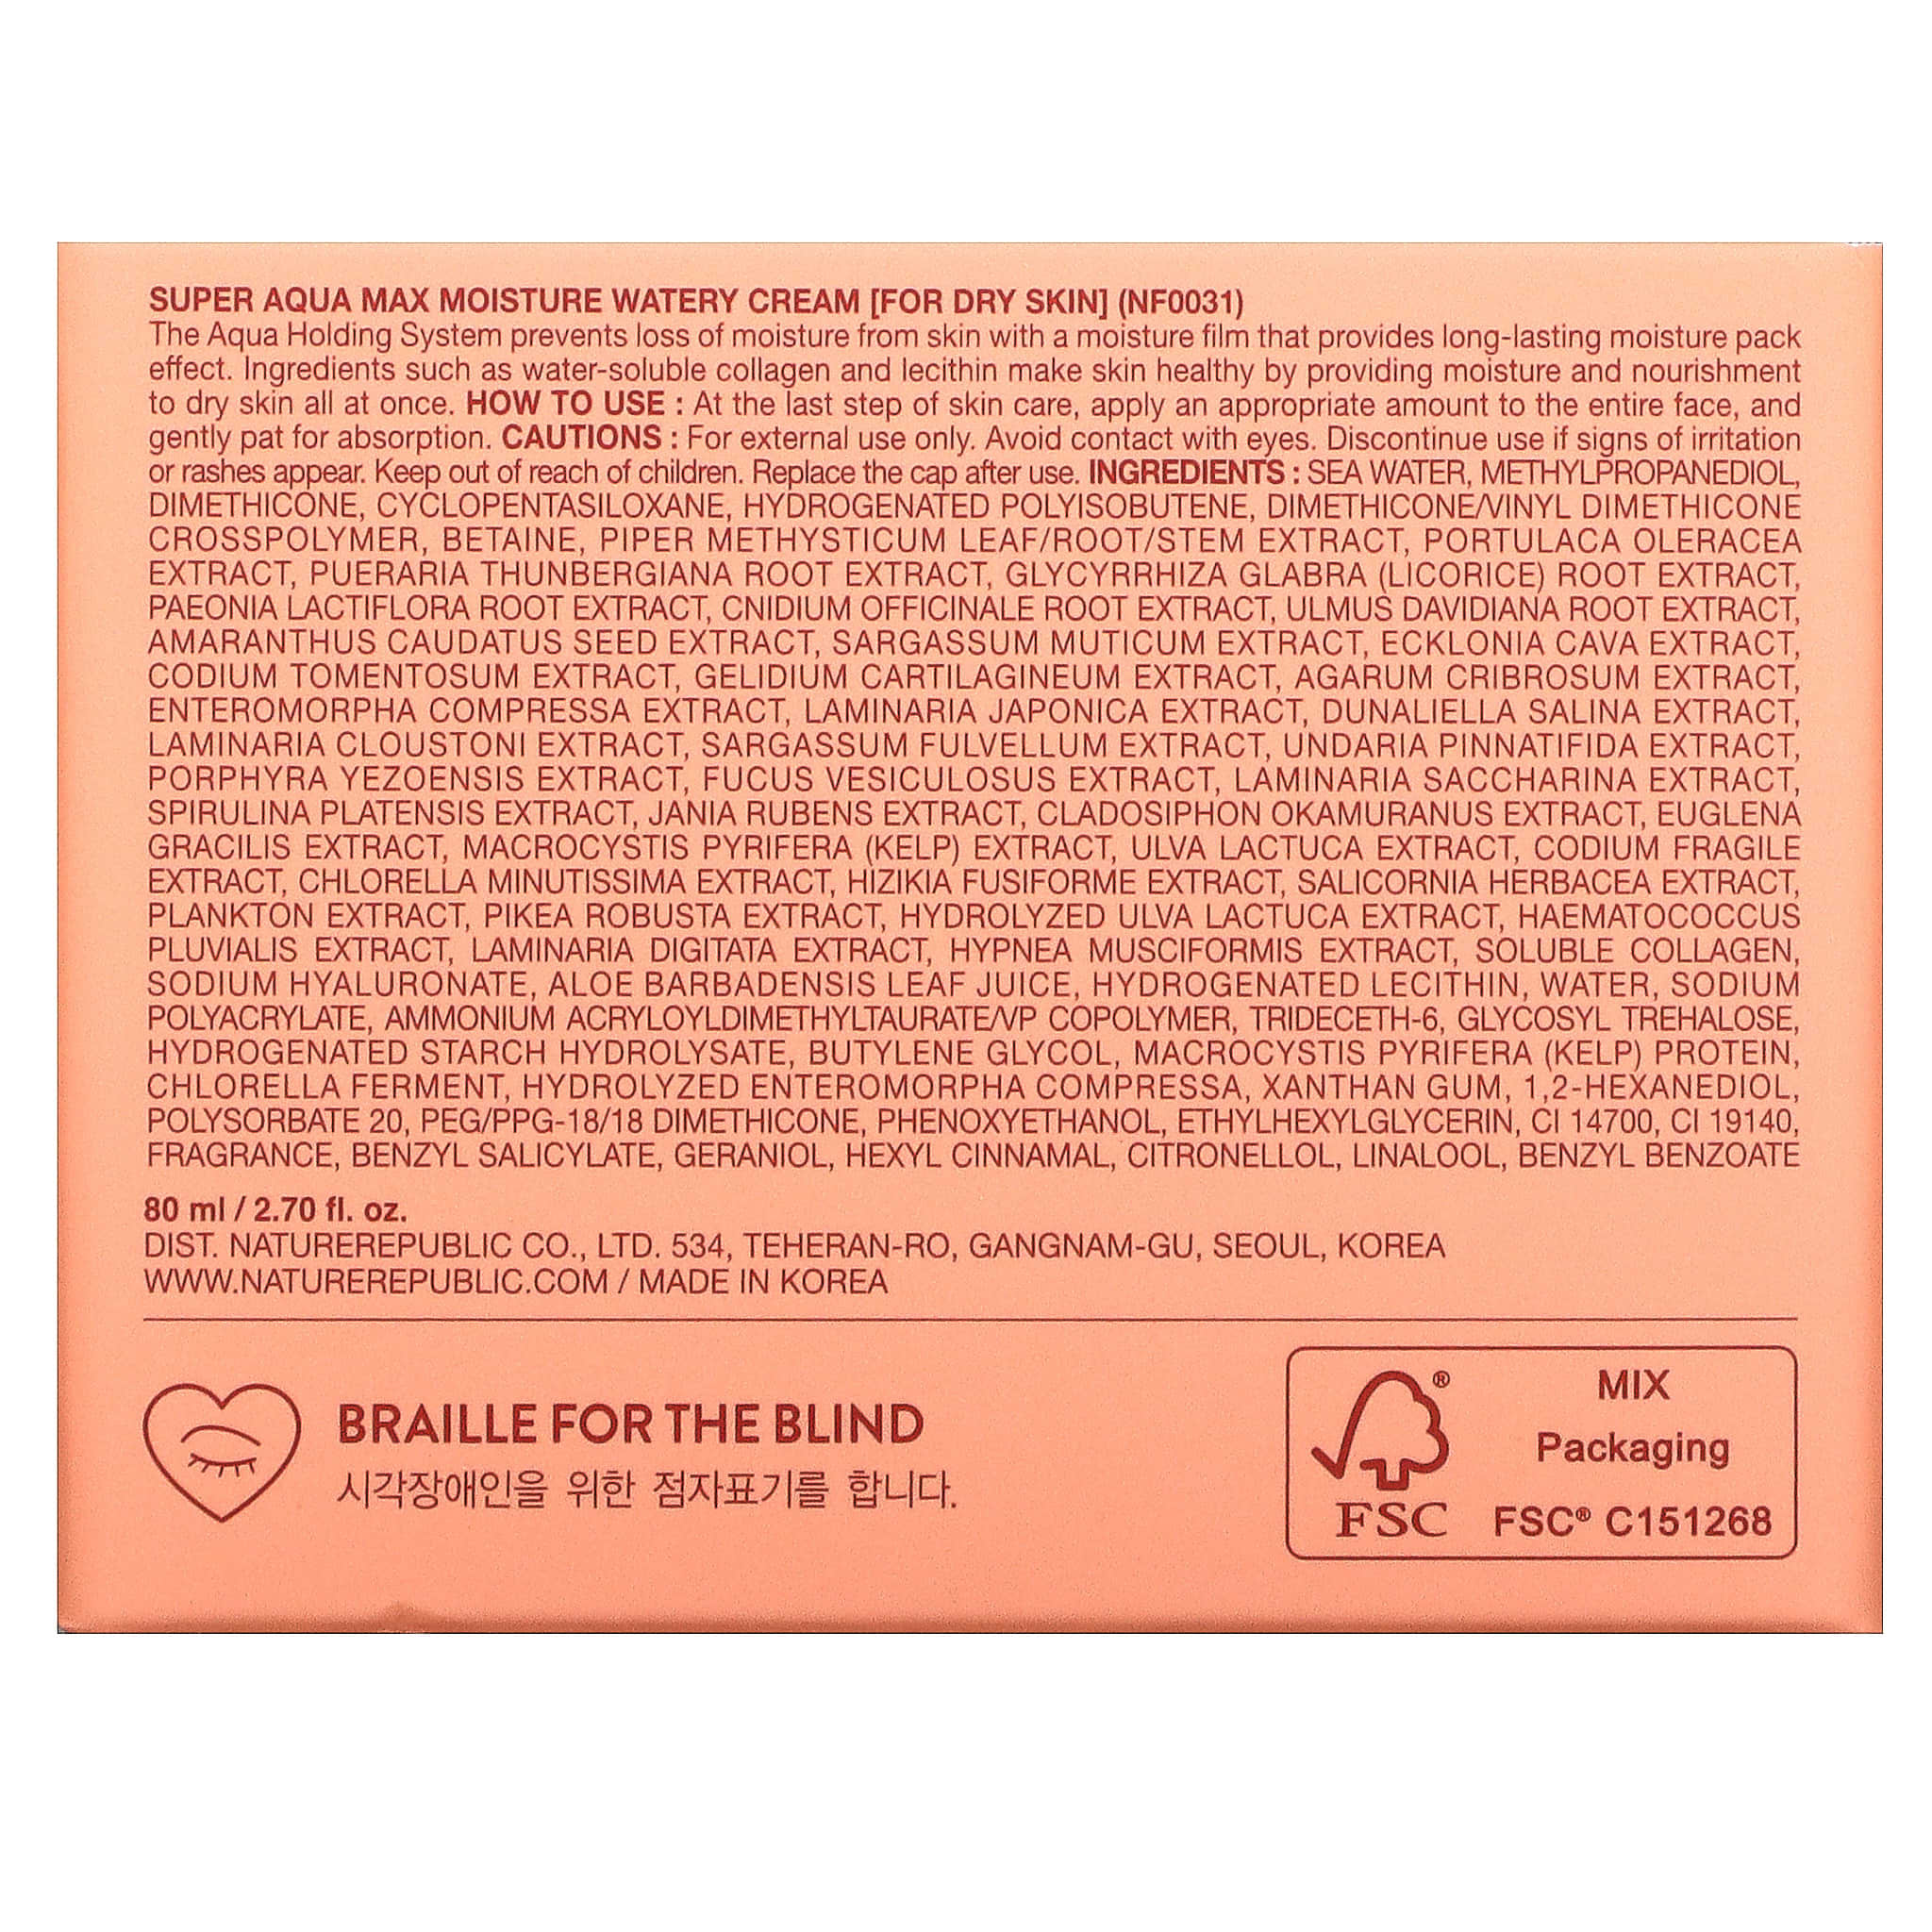 SUPER AQUA MAX MOISTURE WATERY CREAM [FOR DRY SKIN] (NF0031)
The Aqua Holding System prevents loss of moisture from skin with a moisture film that provides long-lasting moisture pack
effect. Ingredients such as water-soluble collagen and lecithin make skin healthy by providing moisture and nourishment
to dry skin all at once. HOW TO USE : At the last step of skin care, apply an appropriate amount to the entire face, and
gently pat for absorption. CAUTIONS : For external use only. Avoid contact with eyes. Discontinue use if signs of irritation
or rashes appear. Keep out of reach of children. Replace the cap after use. INGREDIENTS : SEA WATER, METHYLPROPANEDIOL,
DIMETHICONE, CYCLOPENTASILOXANE, HYDROGENATED POLYISOBUTENE, DIMETHICONE/VINYL DIMETHICONE
CROSSPOLYMER, BETAINE, PIPER METHYSTICUM LEAF/ROOT/STEM EXTRACT, PORTULACA OLERACEA
EXTRACT, PUERARIA THUNBERGIANA ROOT EXTRACT, GLYCYRRHIZA GLABRA (LICORICE) ROOT EXTRACT,
PAEONIA LACTIFLORA ROOT EXTRACT, CNIDIUM OFFICINALE ROOT EXTRACT, ULMUS DAVIDIANA ROOT EXTRACT,
AMARANTHUS CAUDATUS SEED EXTRACT, SARGASSUM MUTICUM EXTRACT, ECKLONIA CAVA EXTRACT,
CODIUM TOMENTOSUM EXTRACT, GELIDIUM CARTILAGINEUM EXTRACT, AGARUM CRIBROSUM EXTRACT,
ENTEROMORPHA COMPRESSA EXTRACT, LAMINARIA JAPONICA EXTRACT, DUNALIELLA SALINA EXTRACT,
LAMINARIA CLOUSTONI EXTRACT, SARGASSUM FULVELLUM EXTRACT, UNDARIA PINNATIFIDA EXTRACT,
PORPHYRA YEZOENSIS EXTRACT, FUCUS VESICULOSUS EXTRACT, LAMINARIA SACCHARINA EXTRACT,
SPIRULINA PLATENSIS EXTRACT, JANIA RUBENS EXTRACT, CLADOSIPHON OKAMURANUS EXTRACT, EUGLENA
GRACILIS EXTRACT, MACROCYSTIS PYRIFERA (KELP) EXTRACT, ULVA LACTUCA EXTRACT, CODIUM FRAGILE
EXTRACT, CHLORELLA MINUTISSIMA EXTRACT, HIZIKIA FUSIFORME EXTRACT, SALICORNIA HERBACEA EXTRACT,
PLANKTON EXTRACT, PIKEA ROBUSTA EXTRACT, HYDROLYZED ULVA LACTUCA EXTRACT, HAEMATOCOCCUS
PLUVIALIS EXTRACT, LAMINARIA DIGITATA EXTRACT, HYPNEA MUSCIFORMIS EXTRACT, SOLUBLE COLLAGEN,
SODIUM HYALURONATE, ALOE BARBADENSIS LEAF JUICE, HYDROGENATED LECITHIN, WATER, SODIUM
POLYACRYLATE, AMMONIUM ACRYLOYLDIMETHYLTAURATE/VP COPOLYMER, TRIDECETH-6, GLYCOSYL TREHALOSE,
HYDROGENATED STARCH HYDROLYSATE, BUTYLENE GLYCOL, MACROCYSTIS PYRIFERA (KELP) PROTEIN,
CHLORELLA FERMENT, HYDROLYZED ENTEROMORPHA COMPRESSA, XANTHAN GUM, 1,2-HEXANEDIOL,
POLYSORBATE 20, PEG/PPG-18/18 DIMETHICONE, PHENOXYETHANOL, ETHYLHEXYLGLYCERIN, CI 14700, CI 19140,
FRAGRANCE, BENZYL SALICYLATE, GERANIOL, HEXYL CINNAMAL, CITRONELLOL, LINALOOL, BENZYL BENZOATE
80 ml / 2.70 fl. oz.
DIST. NATUREREPUBLIC CO., LTD. 534, TEHERAN-RO, GANGNAM-GU, SEOUL, KOREA
WWW.NATUREREPUBLIC.COM / MADE IN KOREA
BRAILLE FOR THE BLIND
시각장애인을 위한 점자표기를 합니다.
®
FSC
MIX
Packaging
FSC® C151268